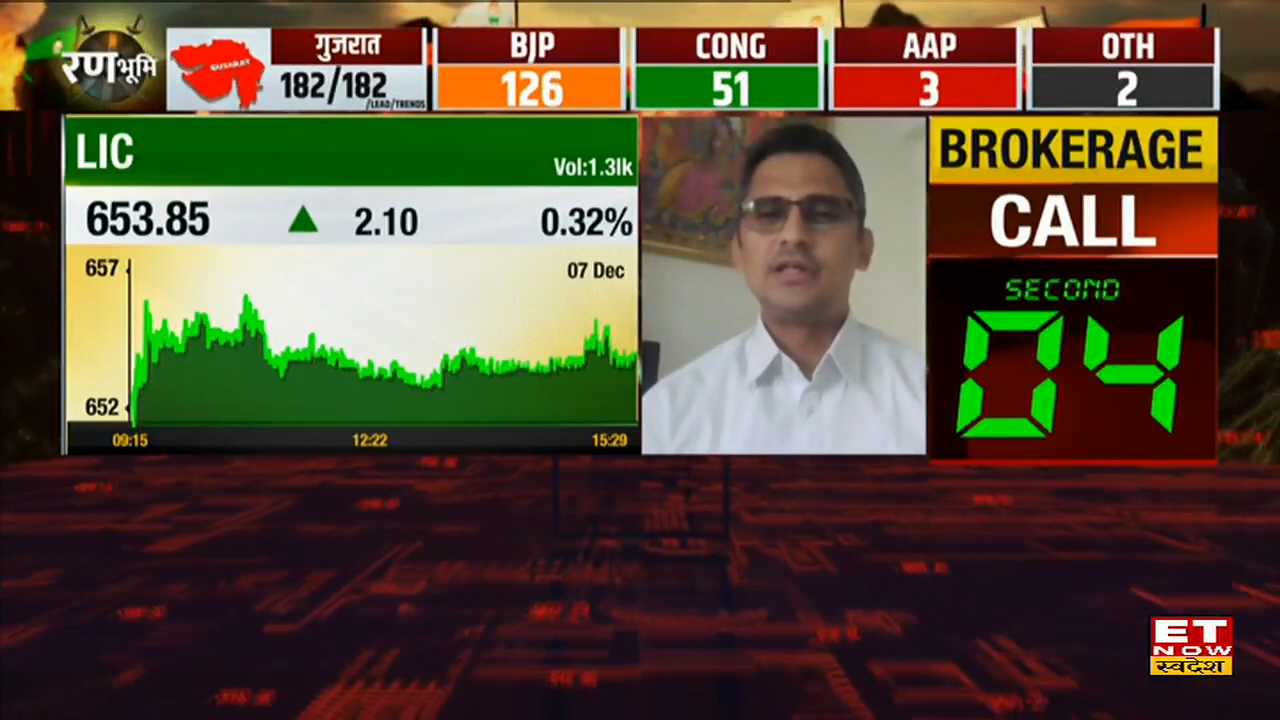 रणभूमि
GUJARAT
गुजरात
182/182
/LEAD/TRENDS
BJP
126
CONG
51
AAP
3
OTH
2
LIC
Vol:1.3lk
653.85 ▲ 2.10 0.32%
657
07 Dec
652
09:15 12:22 15:29
BROKERAGE
CALL
SECOND
04
ET
NOW
स्वदेश